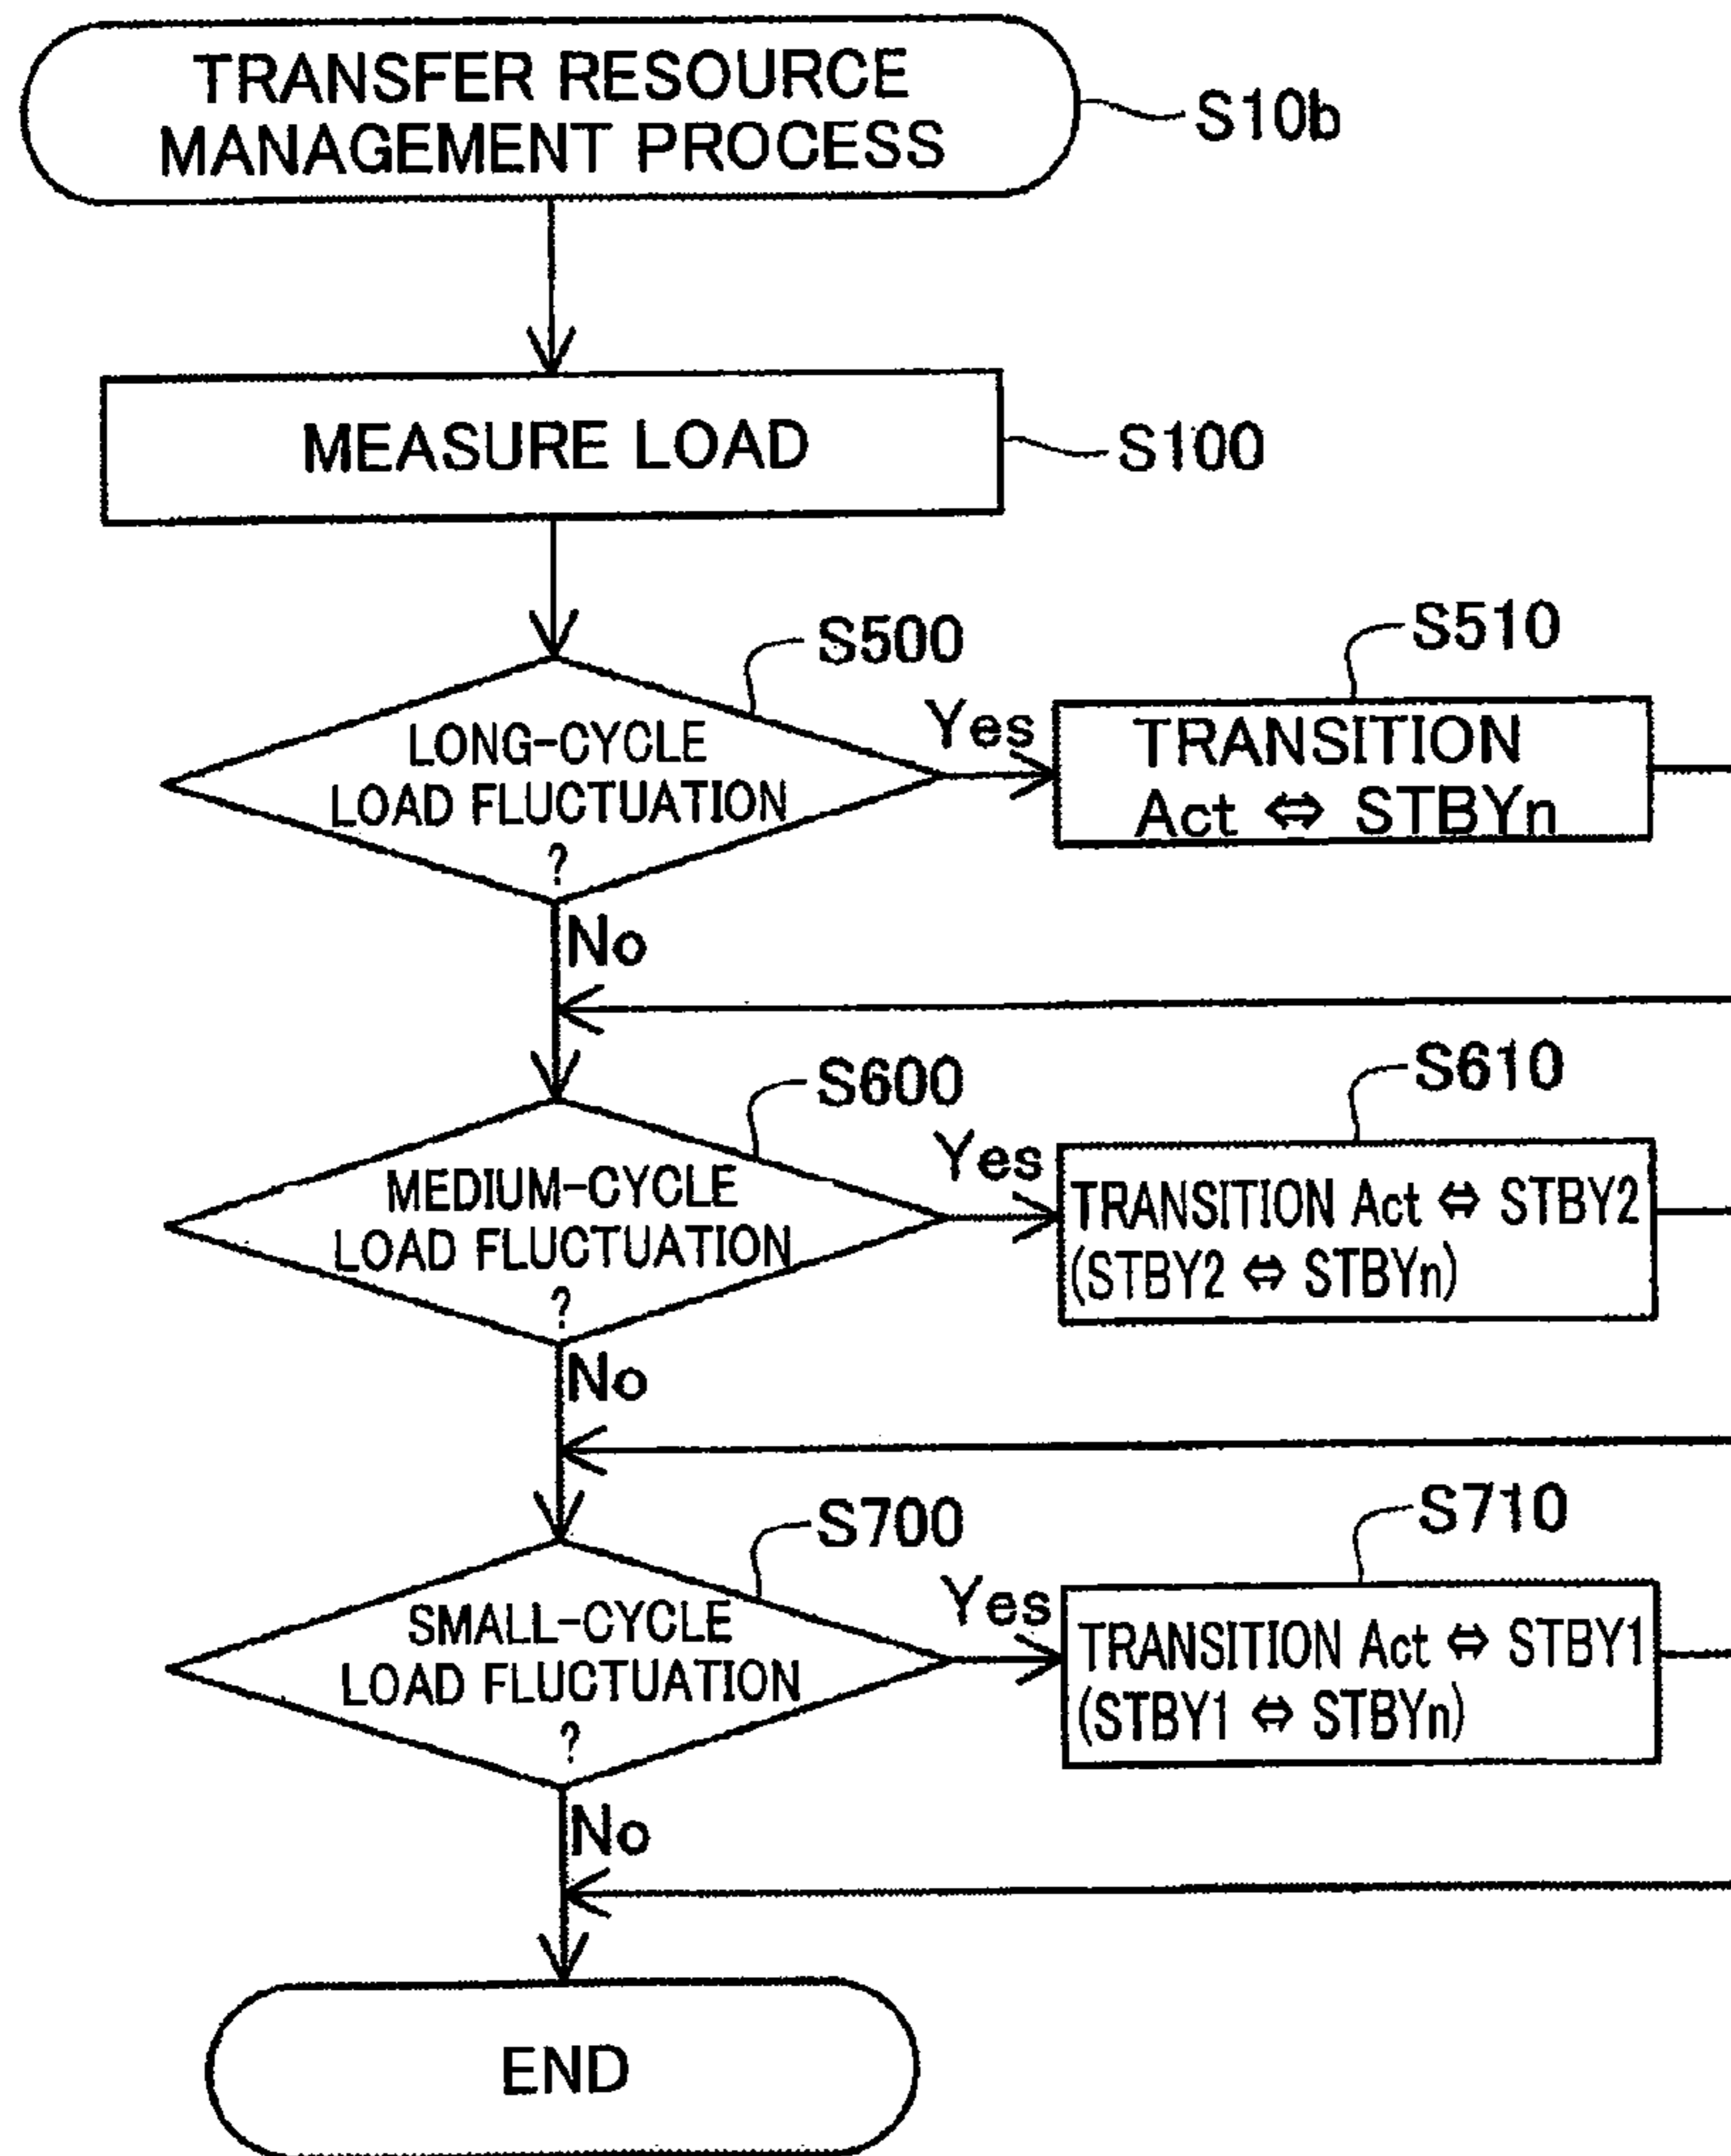 TRANSFER RESOURCE
MANAGEMENT PROCESS
S10b
MEASURE LOAD
S100
S500
LONG-CYCLE
LOAD FLUCTUATION
?
Yes
S510
TRANSITION
Act ⇔ STBYn
No
S600
MEDIUM-CYCLE
LOAD FLUCTUATION
?
Yes
S610
TRANSITION Act ⇔ STBY2
(STBY2 ⇔ STBYn)
No
S700
SMALL-CYCLE
LOAD FLUCTUATION
?
Yes
S710
TRANSITION Act ⇔ STBY1
(STBY1 ⇔ STBYn)
No
END